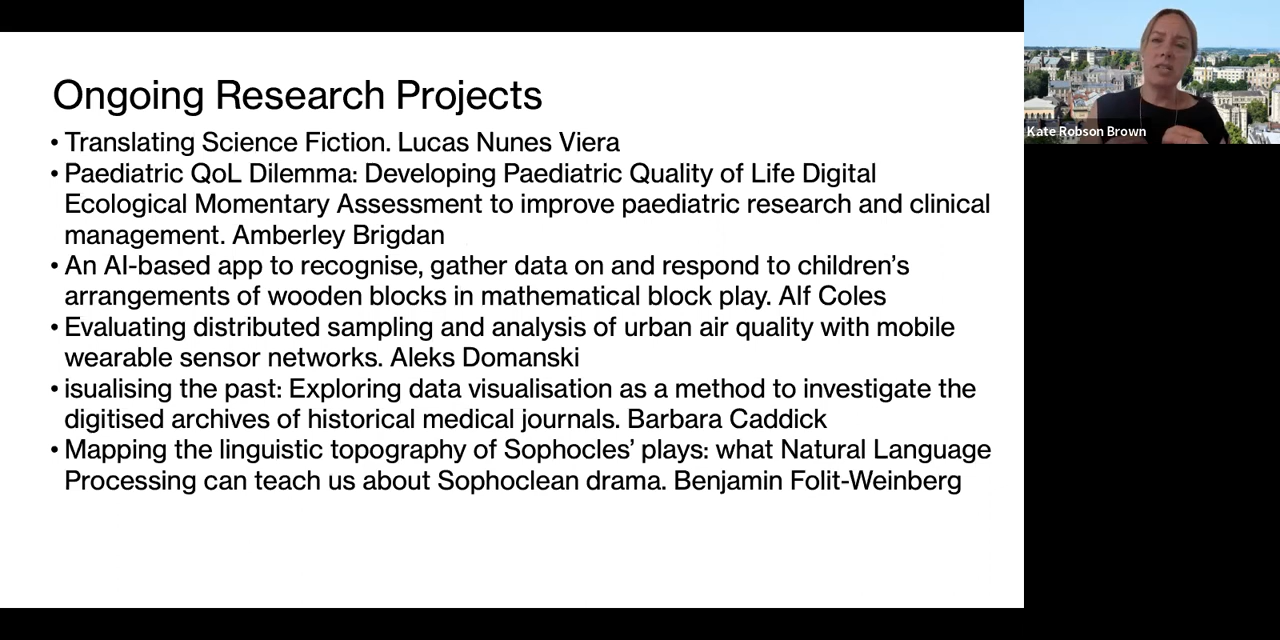 Ongoing Research Projects
• Translating Science Fiction. Lucas Nunes Viera
• Paediatric QoL Dilemma: Developing Paediatric Quality of Life Digital
Ecological Momentary Assessment to improve paediatric research and clinical
management. Amberley Brigdan
• An AI-based app to recognise, gather data on and respond to children’s
arrangements of wooden blocks in mathematical block play. Alf Coles
• Evaluating distributed sampling and analysis of urban air quality with mobile
wearable sensor networks. Aleks Domanski
• isualising the past: Exploring data visualisation as a method to investigate the
digitised archives of historical medical journals. Barbara Caddick
• Mapping the linguistic topography of Sophocles’ plays: what Natural Language
Processing can teach us about Sophoclean drama. Benjamin Folit-Weinberg
Kate Robson Brown